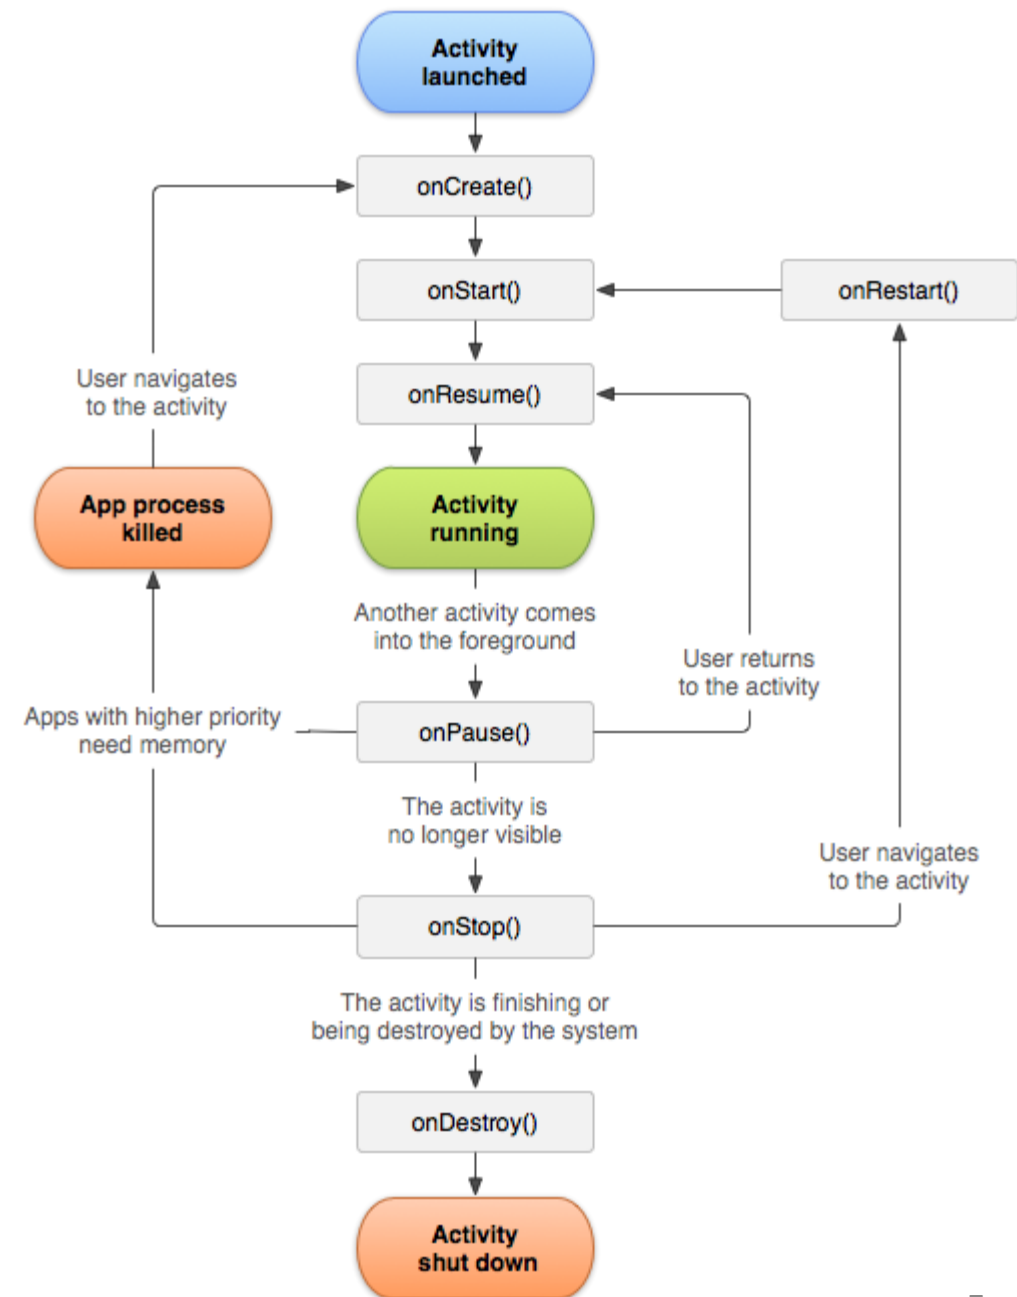 Activity
launched
onCreate()
onStart()
onRestart()
User navigates
to the activity
onResume()
App process
killed
Activity
running
Another activity comes
into the foreground
User returns
to the activity
Apps with higher priority
need memory
onPause()
The activity is
no longer visible
User navigates
to the activity
onStop()
The activity is finishing or
being destroyed by the system
onDestroy()
Activity
shut down